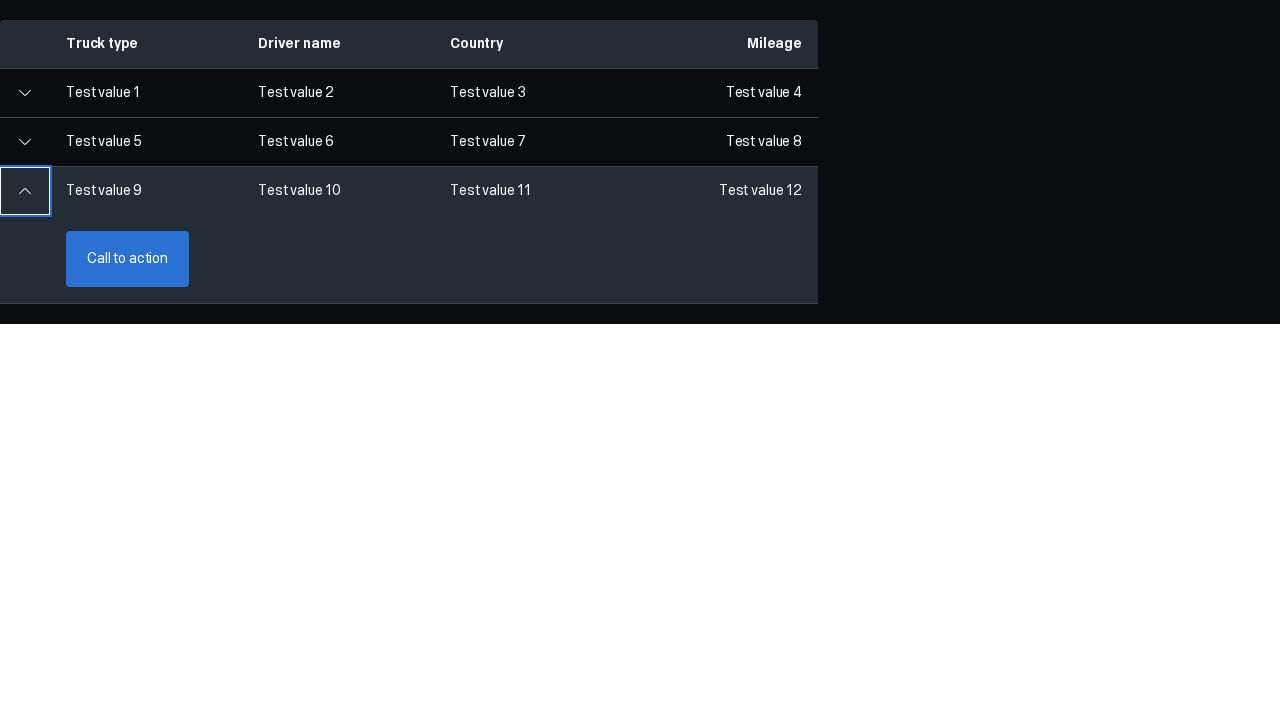 Truck type Driver name Country Mileage
Test value 1 Test value 2 Test value 3 Test value 4
Test value 5 Test value 6 Test value 7 Test value 8
Test value 9 Test value 10 Test value 11 Test value 12
Call to action